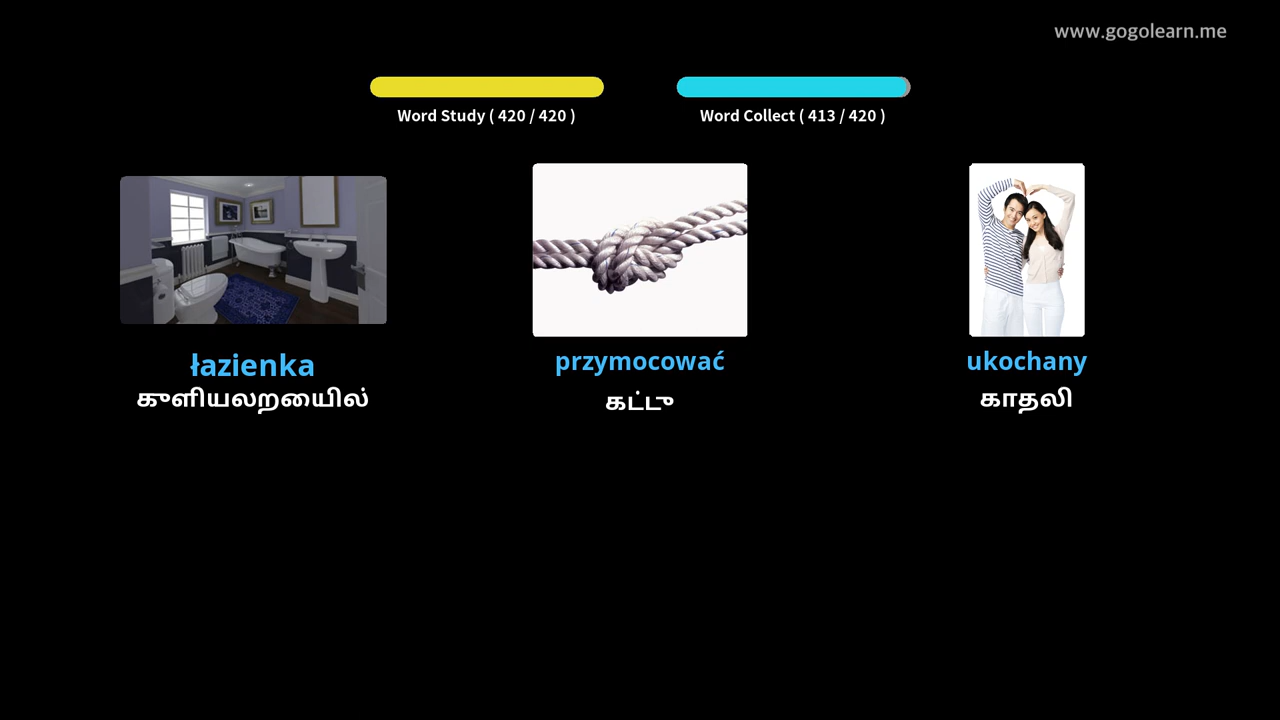 www.gogolearn.me
Word Study ( 420 / 420 )
Word Collect ( 413 / 420 )
łazienka
குளியலறையில்
przymocować
கட்டு
ukochany
காதலி